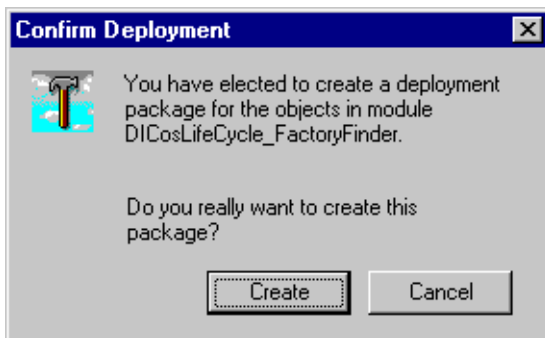 Confirm Deployment
You have elected to create a deployment
package for the objects in module
DICosLifeCycle_FactoryFinder.
Do you really want to create this
package?
Create
Cancel